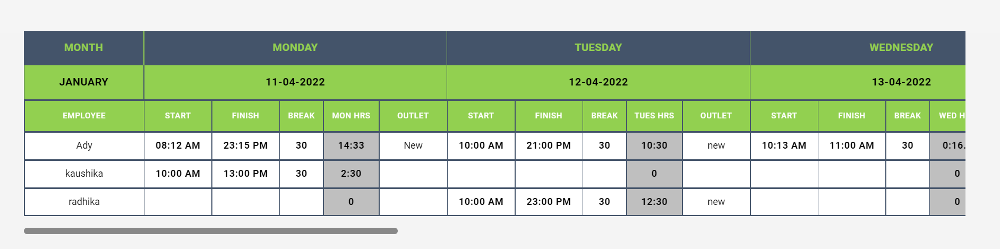 MONTH MONDAY TUESDAY WEDNESDAY
JANUARY 11-04-2022 12-04-2022 13-04-2022
EMPLOYEE START FINISH BREAK MON HRS OUTLET START FINISH BREAK TUES HRS OUTLET START FINISH BREAK WED H
Ady 08:12 AM 23:15 PM 30 14:33 New 10:00 AM 21:00 PM 30 10:30 new 10:13 AM 11:00 AM 30 0:16.
kaushika 10:00 AM 13:00 PM 30 2:30 0 0
radhika 0 10:00 AM 23:00 PM 30 12:30 new 0